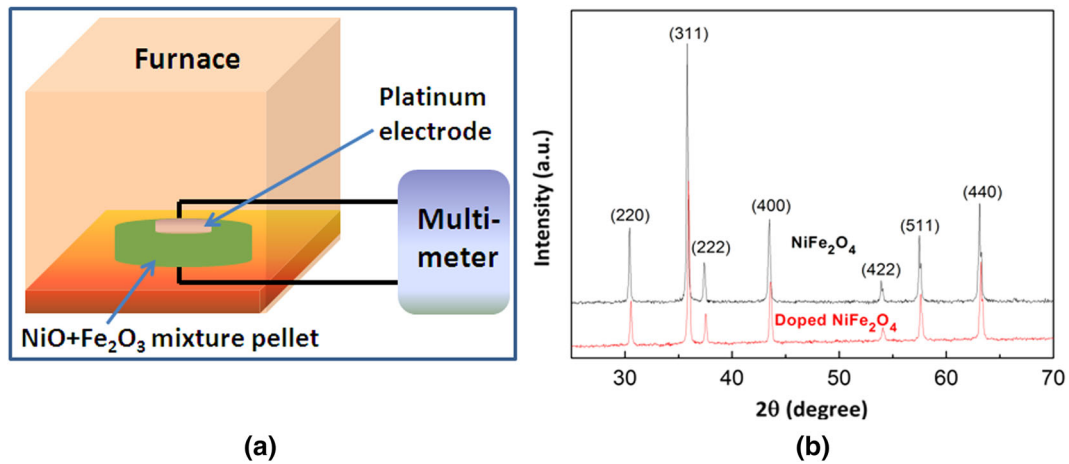 Furnace
Platinum
electrode
Multi-
meter
NiO+Fe₂O₃ mixture pellet
(a)
Intensity (a.u.)
(220)
(311)
(222)
(400)
(422)
(511)
(440)
NiFe₂O₄
Doped NiFe₂O₄
30 40 50 60 70
2θ (degree)
(b)